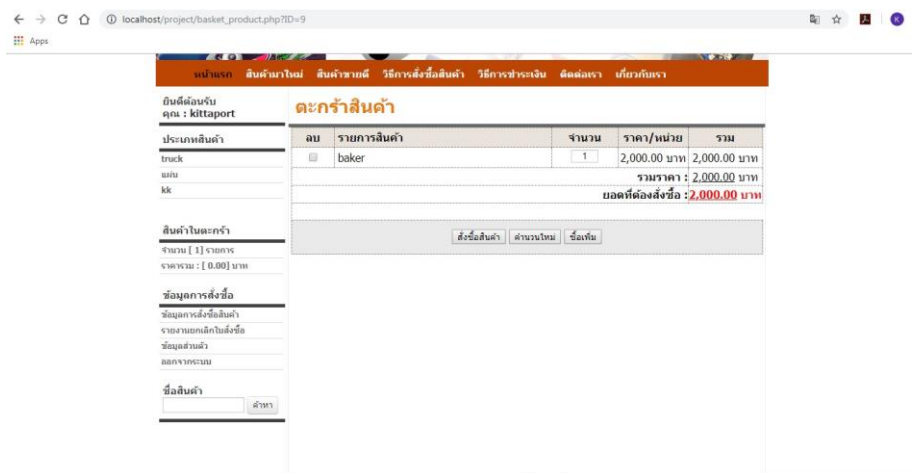 localhost/project/basket_product.php?ID=9
Apps
หน้าแรก สินค้ามาใหม่ สินค้าขายดี วิธีการสั่งซื้อสินค้า วิธีการชำระเงิน ติดต่อเรา เกี่ยวกับเรา
ยินดีต้อนรับ
คุณ : kittaport
ประเภทสินค้า
truck
แผ่น
kk
สินค้าในตะกร้า
จำนวน [ 1] รายการ
ราคารวม : [ 0.00] บาท
ข้อมูลการสั่งซื้อ
ข้อมูลการสั่งซื้อสินค้า
รายงานยกเลิกใบสั่งซื้อ
ข้อมูลส่วนตัว
ออกจากระบบ
ชื่อสินค้า
ค้นหา
ตะกร้าสินค้า
ลบ รายการสินค้า จำนวน ราคา/หน่วย รวม
baker 1 2,000.00 บาท 2,000.00 บาท
รวมราคา : 2,000.00 บาท
ยอดที่ต้องสั่งซื้อ :2,000.00 บาท
สั่งซื้อสินค้า คำนวนใหม่ ซื้อเพิ่ม